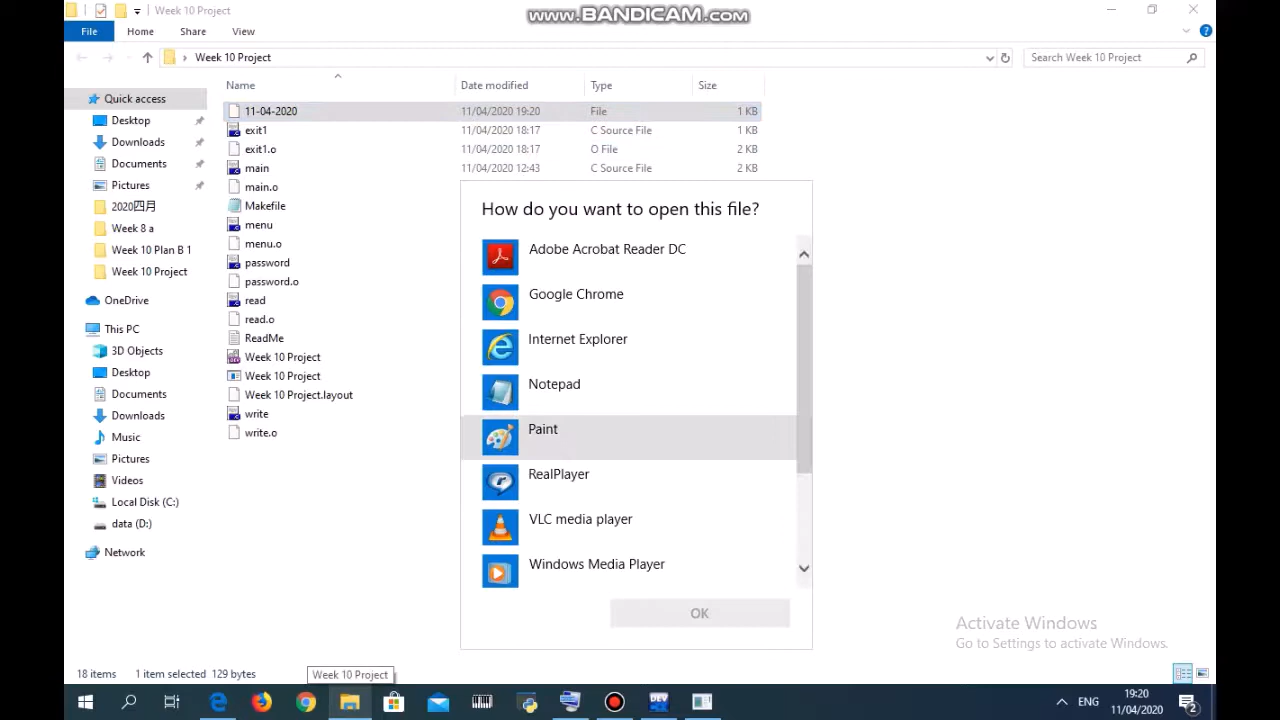 Week 10 Project
www.BANDICAM.com
File Home Share View
Week 10 Project
Search Week 10 Project
Name Date modified Type Size
Quick access
Desktop
Downloads
Documents
Pictures
2020四月
Week 8 a
Week 10 Plan B 1
Week 10 Project
OneDrive
This PC
3D Objects
Desktop
Documents
Downloads
Music
Pictures
Videos
Local Disk (C:)
data (D:)
Network
11-04-2020 11/04/2020 19:20 File 1 KB
exit1 11/04/2020 18:17 C Source File 1 KB
exit1.o 11/04/2020 18:17 O File 2 KB
main 11/04/2020 12:43 C Source File 2 KB
main.o
Makefile
menu
menu.o
password
password.o
read
read.o
ReadMe
Week 10 Project
Week 10 Project
Week 10 Project.layout
write
write.o
How do you want to open this file?
Adobe Acrobat Reader DC
Google Chrome
Internet Explorer
Notepad
Paint
RealPlayer
VLC media player
Windows Media Player
OK
Activate Windows
Go to Settings to activate Windows.
18 items 1 item selected 129 bytes
Week 10 Project
ENG
19:20
11/04/2020
2